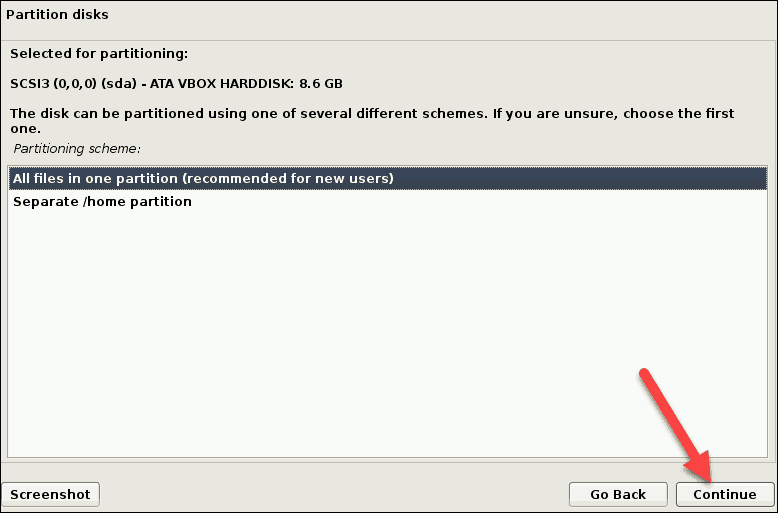 Partition disks
Selected for partitioning:
SCSI3 (0,0,0) (sda) - ATA VBOX HARDDISK: 8.6 GB
The disk can be partitioned using one of several different schemes. If you are unsure, choose the first
one.
Partitioning scheme:
All files in one partition (recommended for new users)
Separate /home partition
Screenshot
Go Back
Continue